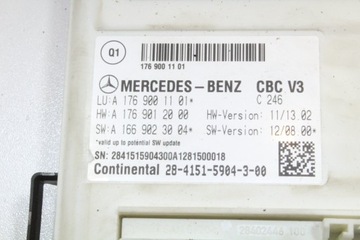 Q1
176 900 11 01
MERCEDES-BENZ CBC V3
LU: A 176 900 11 01* C 246
HW: A 176 901 20 00 HW-Version: 11/13.02
SW: A 166 902 30 04* SW-Version: 12/08 00*
*valid up to potential SW update
SN: 2841515904300A1281500018
Continental 28-4151-5904-3-00